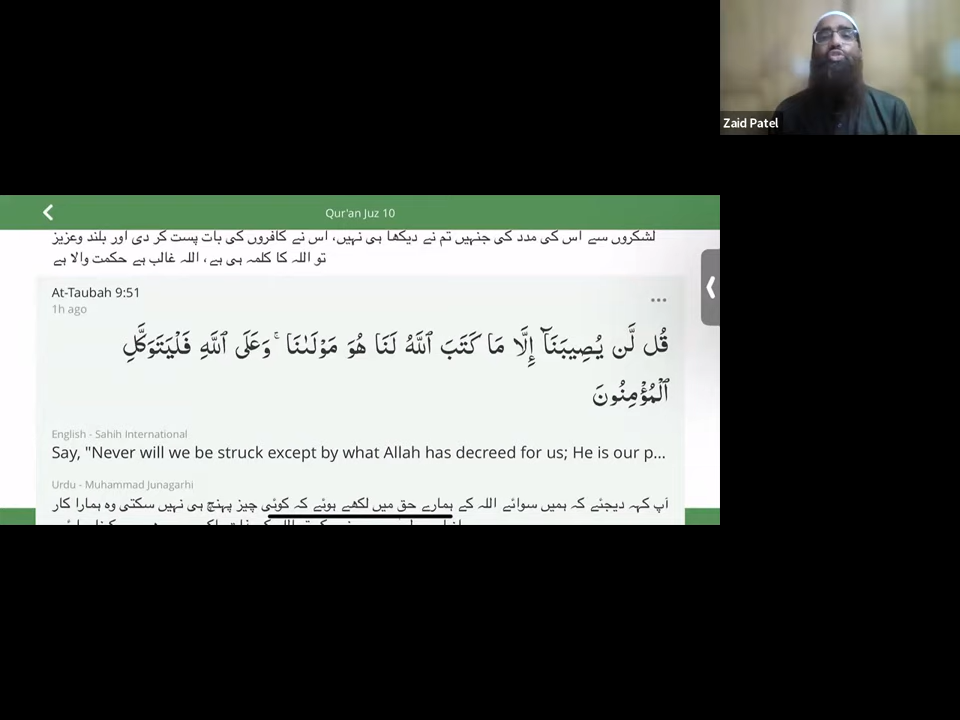 Zaid Patel
Qur'an Juz 10
لشکروں سے اس کی مدد کی جنہیں تم نے دیکھا ہی نہیں، اس نے کافروں کی بات پست کر دی اور بلند وعزیز
تو اللہ کا کلمہ ہی ہے، اللہ غالب ہے حکمت والا ہے
At-Taubah 9:51
1h ago
قُل لَّن يُصِيبَنَآ إِلَّا مَا كَتَبَ ٱللَّهُ لَنَا هُوَ مَوْلَىٰنَا ۚ وَعَلَى ٱللَّهِ فَلْيَتَوَكَّلِ
ٱلْمُؤْمِنُونَ
English - Sahih International
Say, "Never will we be struck except by what Allah has decreed for us; He is our p...
Urdu - Muhammad Junagarhi
آپ کہہ دیجئے کہ ہمیں سوائے اللہ کے ہمارے حق میں لکھے ہوئے کہ کوئی چیز پہنچ ہی نہیں سکتی وہ ہمارا کار